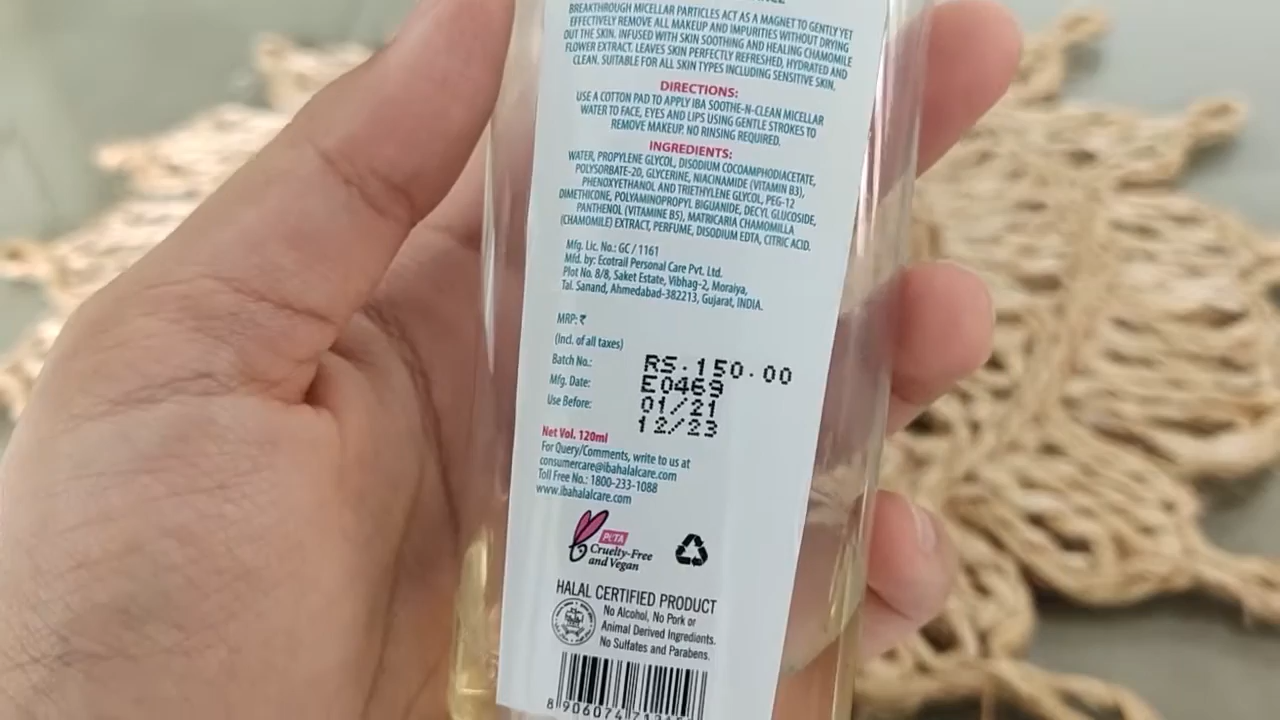 BREAKTHROUGH MICELLAR PARTICLES ACT AS A MAGNET TO GENTLY YET
EFFECTIVELY REMOVE ALL MAKEUP AND IMPURITIES WITHOUT DRYING
OUT THE SKIN. INFUSED WITH SKIN SOOTHING AND HEALING CHAMOMILE
FLOWER EXTRACT. LEAVES SKIN PERFECTLY REFRESHED, HYDRATED AND
CLEAN. SUITABLE FOR ALL SKIN TYPES INCLUDING SENSITIVE SKIN.
DIRECTIONS:
USE A COTTON PAD TO APPLY IBA SOOTHE-N-CLEAN MICELLAR
WATER TO FACE, EYES AND LIPS USING GENTLE STROKES TO
REMOVE MAKEUP. NO RINSING REQUIRED.
INGREDIENTS:
WATER, PROPYLENE GLYCOL, DISODIUM COCOAMPHODIACETATE,
POLYSORBATE-20, GLYCERINE, NIACINAMIDE (VITAMIN B3),
PHENOXYETHANOL AND TRIETHYLENE GLYCOL, PEG-12
DIMETHICONE, POLYAMINOPROPYL BIGUANIDE, DECYL GLUCOSIDE,
PANTHENOL (VITAMINE B5), MATRICARIA CHAMOMILLA
(CHAMOMILE) EXTRACT, PERFUME, DISODIUM EDTA, CITRIC ACID.
Mfg. Lic. No.: GC / 1161
Mfd. by: Ecotrail Personal Care Pvt. Ltd.
Plot No. 8/8, Saket Estate, Vibhag-2, Moraiya,
Tal. Sanand, Ahmedabad-382213, Gujarat, INDIA.
MRP: ₹ RS.150.00
(Incl. of all taxes)
Batch No.: E0469
Mfg. Date: 01/21
Use Before: 12/23
Net Vol. 120ml
For Query/Comments, write to us at
consumercare@ibahalalcare.com
Toll Free No.: 1800-233-1088
www.ibahalalcare.com
PETA
Cruelty-Free
and Vegan
HALAL CERTIFIED PRODUCT
No Alcohol, No Pork or
Animal Derived Ingredients.
No Sulfates and Parabens.
8 906074